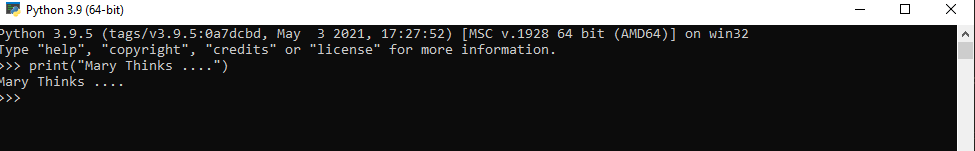 Python 3.9 (64-bit)
Python 3.9.5 (tags/v3.9.5:0a7dcbd, May  3 2021, 17:27:52) [MSC v.1928 64 bit (AMD64)] on win32
Type "help", "copyright", "credits" or "license" for more information.
>>> print("Mary Thinks ....")
Mary Thinks ....
>>>